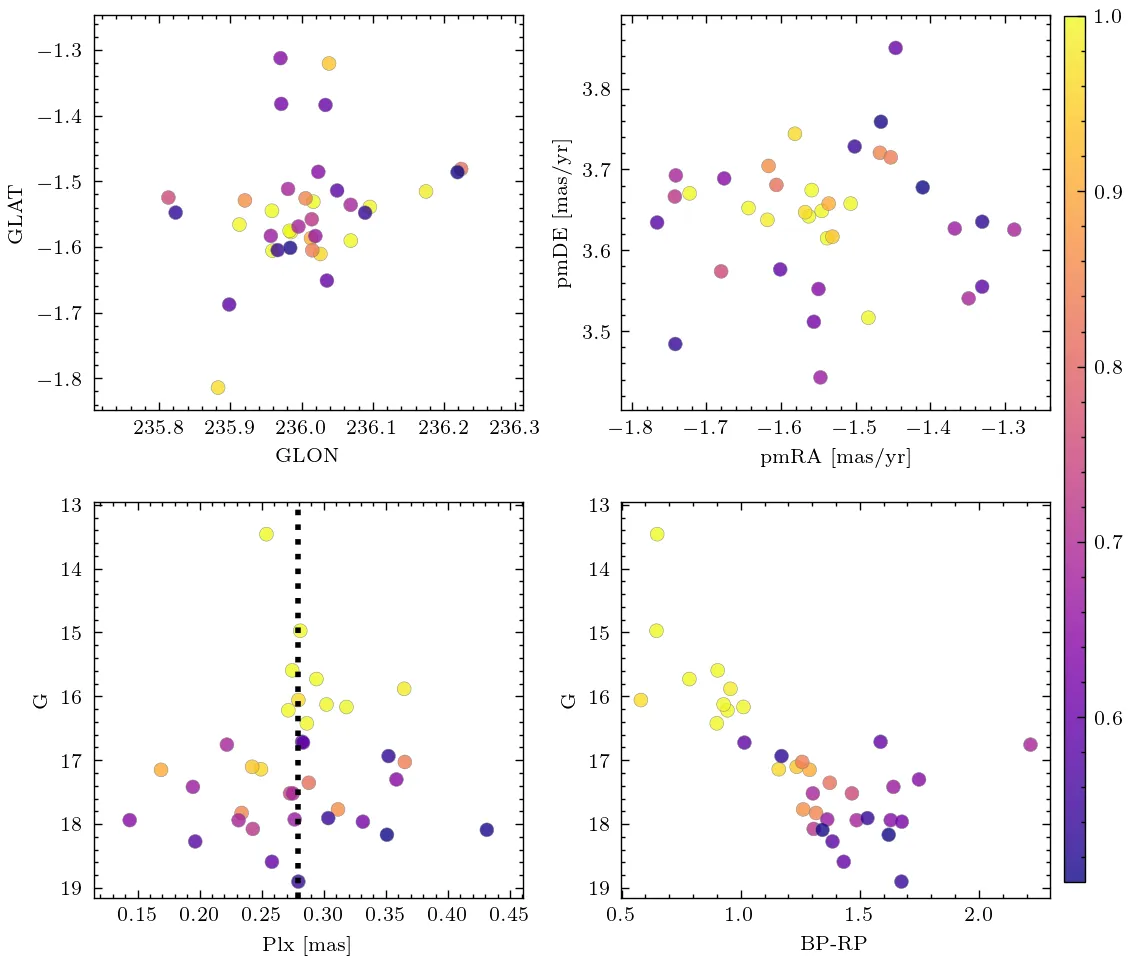 −1.3
−1.4
−1.5
−1.6
−1.7
−1.8
GLAT
235.8 235.9 236.0 236.1 236.2 236.3
GLON
3.8
3.7
3.6
3.5
pmDE [mas/yr]
−1.8 −1.7 −1.6 −1.5 −1.4 −1.3
pmRA [mas/yr]
1.0
0.9
0.8
0.7
0.6
13
14
15
16
17
18
19
G
0.15 0.20 0.25 0.30 0.35 0.40 0.45
Plx [mas]
13
14
15
16
17
18
19
G
0.5 1.0 1.5 2.0
BP-RP